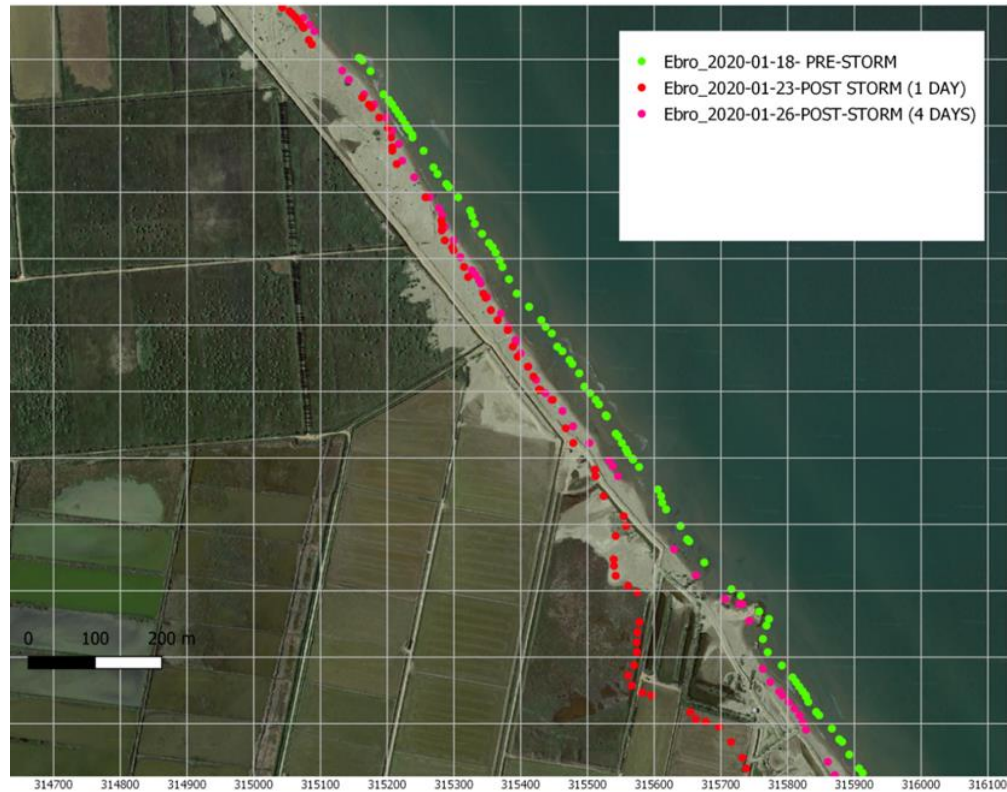 Ebro_2020-01-18- PRE-STORM
Ebro_2020-01-23-POST STORM (1 DAY)
Ebro_2020-01-26-POST-STORM (4 DAYS)
0 100 200 m
314700 314800 314900 315000 315100 315200 315300 315400 315500 315600 315700 315800 315900 316000 316100